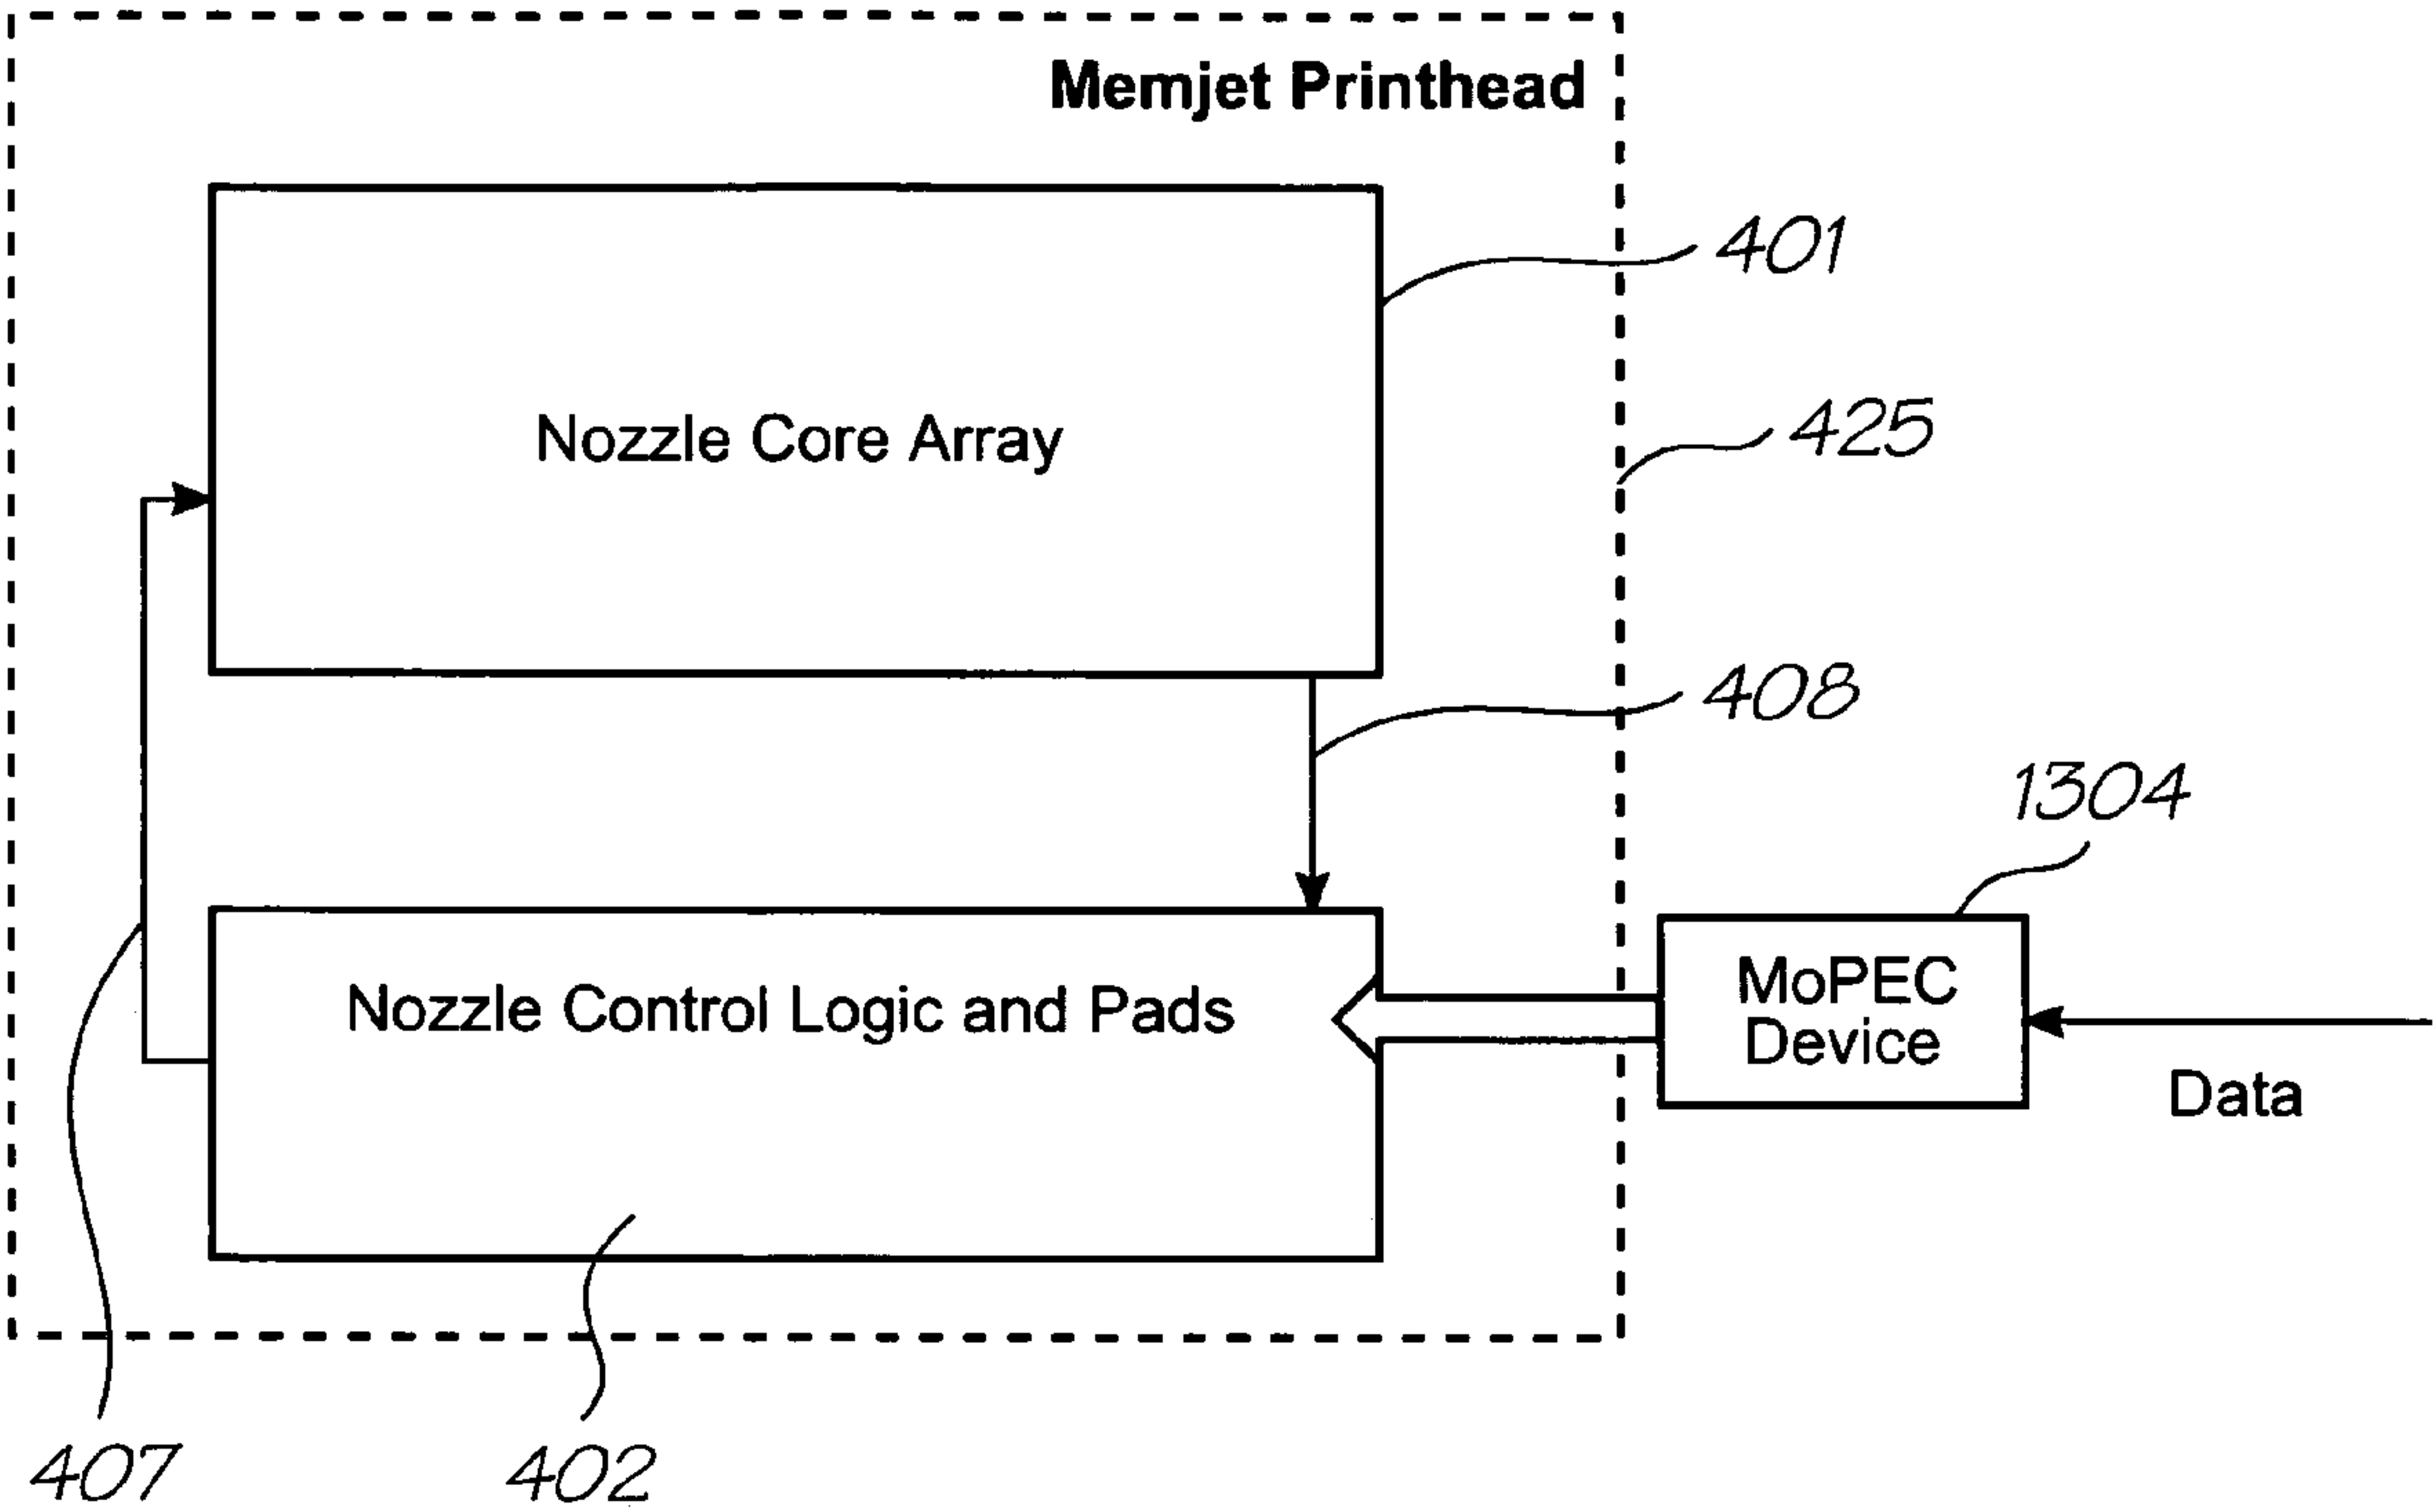 Memjet Printhead
401
Nozzle Core Array
425
408
1304
MoPEC
Device
Nozzle Control Logic and Pads
Data
407
402